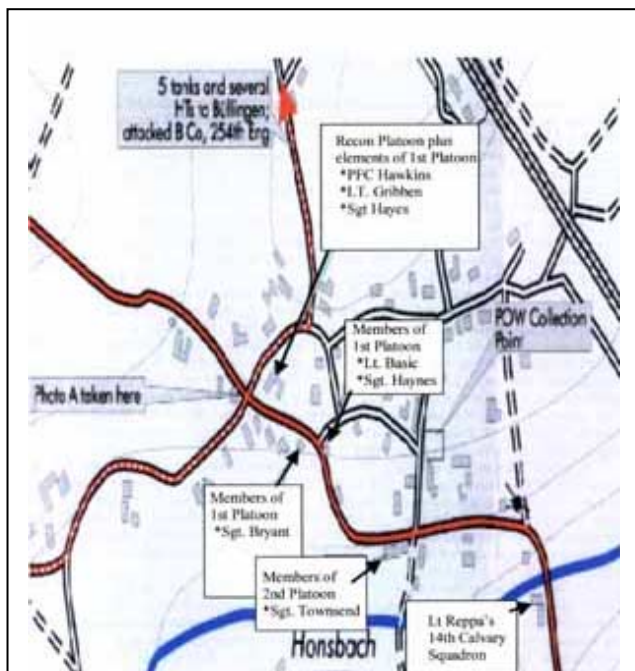 5 tanks and several
HTs to Büllingen;
attacked B Co, 254th Eng
Recon Platoon plus
elements of 1st Platoon
*PFC Hawkins
*LT. Gribben
*Sgt Hayes
POW Collection
Point
Members of
1st Platoon
*Lt. Basic
*Sgt. Haynes
Photo A taken here
Members of
1st Platoon
*Sgt. Bryant
Members of
2nd Platoon
*Sgt. Townsend
Lt Reppa's
14th Calvary
Squadron
Honsbach